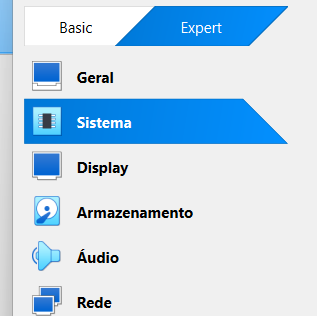 Basic Expert
Geral
Sistema
Display
Armazenamento
Áudio
Rede